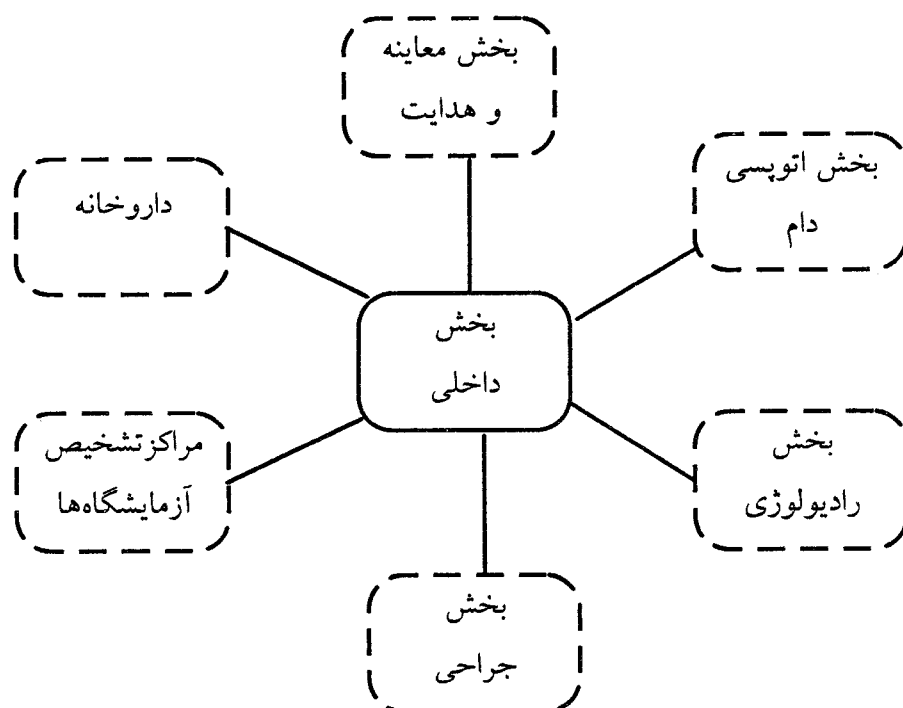 بخش معاینه
و هدایت
بخش اتوپسی
دام
داروخانه
بخش
داخلی
بخش
رادیولوژی
مراکز تشخیص
آزمایشگاه‌ها
بخش
جراحی